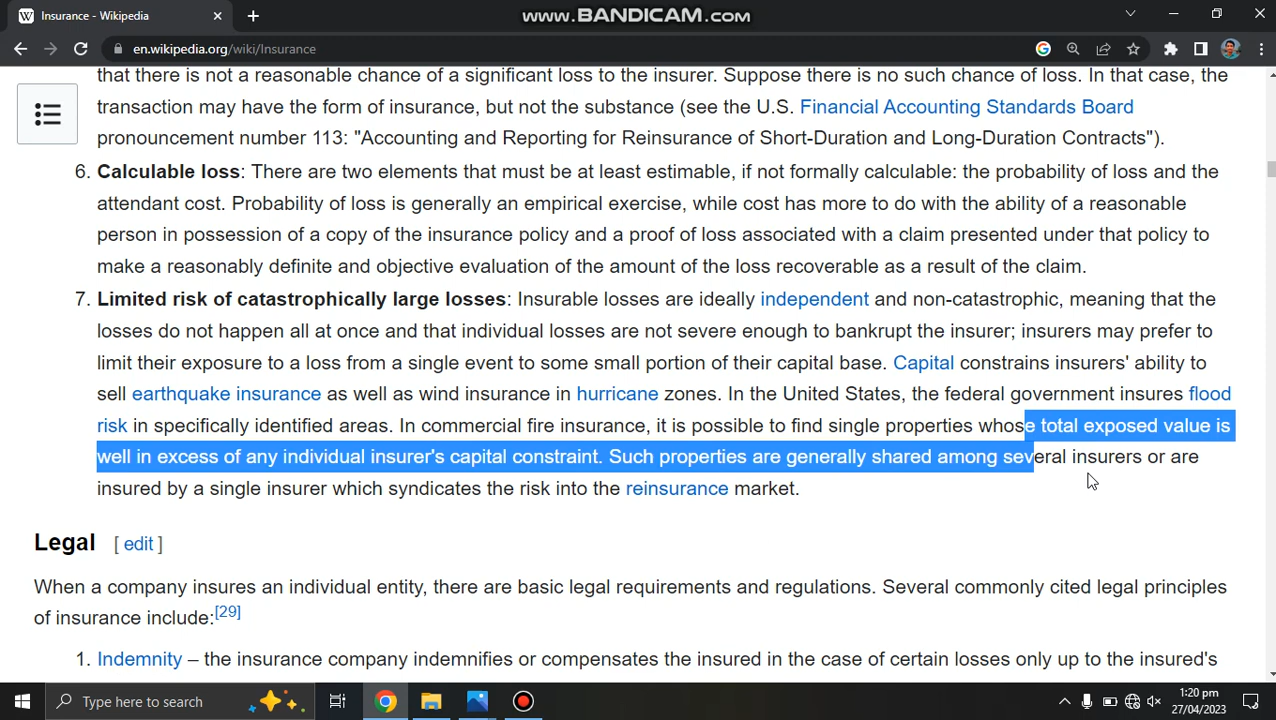 Insurance - Wikipedia
www.BANDICAM.com
en.wikipedia.org/wiki/Insurance
that there is not a reasonable chance of a significant loss to the insurer. Suppose there is no such chance of loss. In that case, the
transaction may have the form of insurance, but not the substance (see the U.S. Financial Accounting Standards Board
pronouncement number 113: "Accounting and Reporting for Reinsurance of Short-Duration and Long-Duration Contracts").
6. Calculable loss: There are two elements that must be at least estimable, if not formally calculable: the probability of loss and the
attendant cost. Probability of loss is generally an empirical exercise, while cost has more to do with the ability of a reasonable
person in possession of a copy of the insurance policy and a proof of loss associated with a claim presented under that policy to
make a reasonably definite and objective evaluation of the amount of the loss recoverable as a result of the claim.
7. Limited risk of catastrophically large losses: Insurable losses are ideally independent and non-catastrophic, meaning that the
losses do not happen all at once and that individual losses are not severe enough to bankrupt the insurer; insurers may prefer to
limit their exposure to a loss from a single event to some small portion of their capital base. Capital constrains insurers' ability to
sell earthquake insurance as well as wind insurance in hurricane zones. In the United States, the federal government insures flood
risk in specifically identified areas. In commercial fire insurance, it is possible to find single properties whose total exposed value is
well in excess of any individual insurer's capital constraint. Such properties are generally shared among several insurers or are
insured by a single insurer which syndicates the risk into the reinsurance market.
Legal [ edit ]
When a company insures an individual entity, there are basic legal requirements and regulations. Several commonly cited legal principles
of insurance include:[29]
1. Indemnity – the insurance company indemnifies or compensates the insured in the case of certain losses only up to the insured's
Type here to search
1:20 pm
27/04/2023